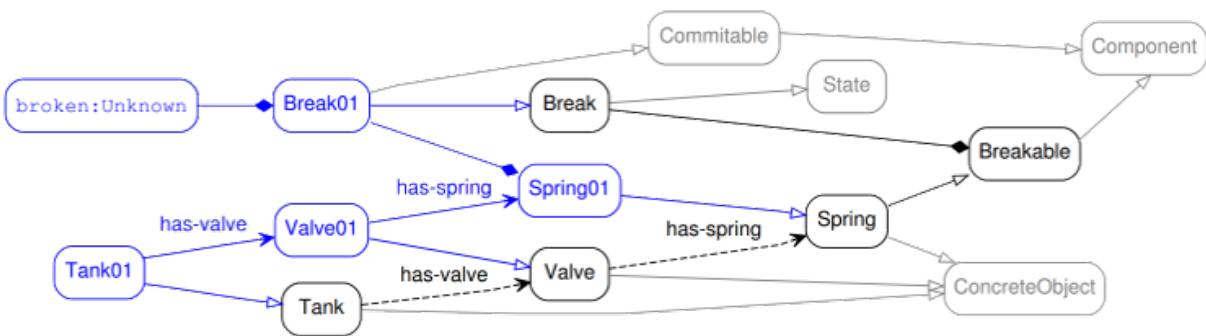 Commitable
Component
State
broken:Unknown
Break01
Break
Breakable
has-spring
Spring01
has-valve
Valve01
has-spring
Spring
Tank01
has-valve
Valve
Tank
ConcreteObject